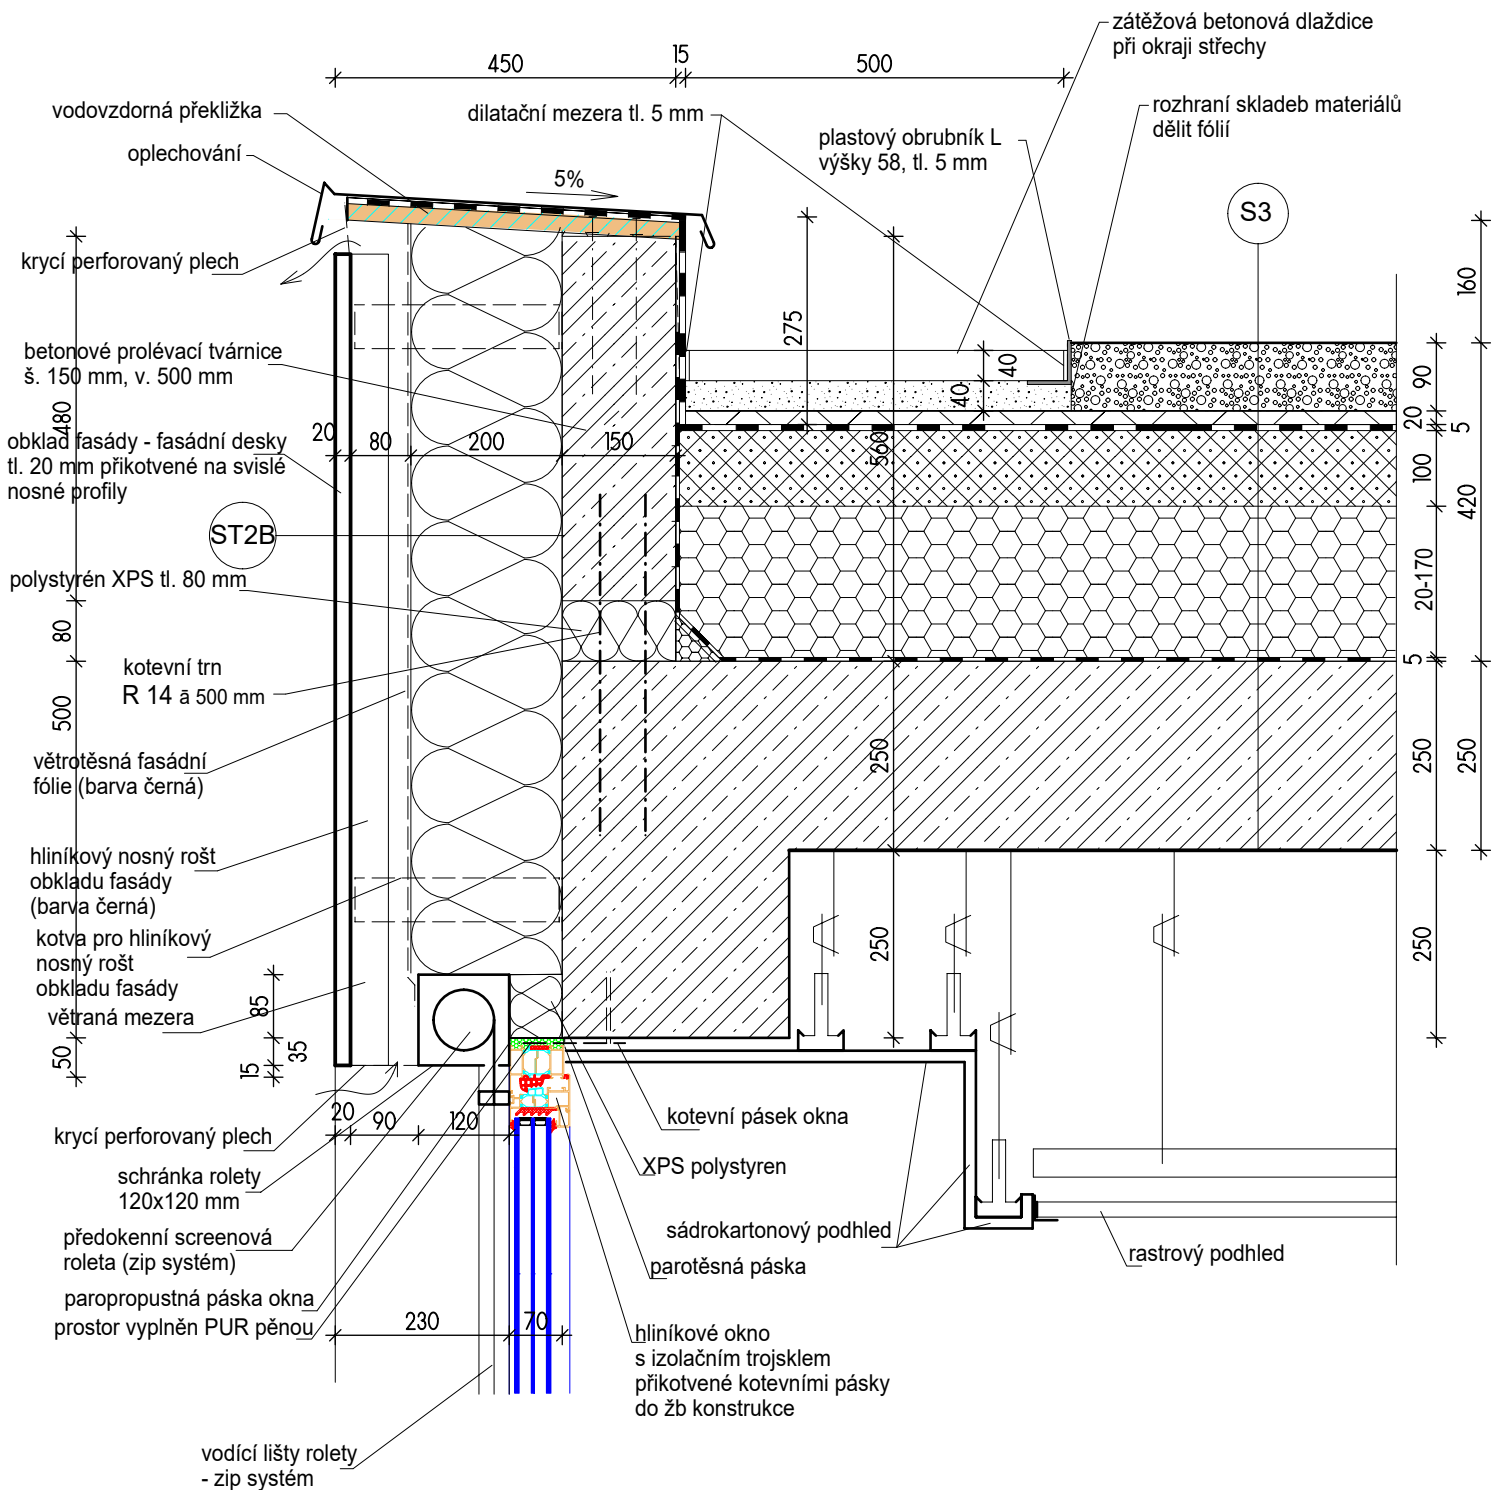 zátěžová betonová dlaždice
při okraji střechy
450
15
500
vodovzdorná překližka
dilatační mezera tl. 5 mm
rozhraní skladeb materiálů
dělit fólií
oplechování
plastový obrubník L
výšky 58, tl. 5 mm
5%
S3
krycí perforovaný plech
160
275
betonové prolévací tvárnice
š. 150 mm, v. 500 mm
40
40
90
480
20
5
560
obklad fasády - fasádní desky
tl. 20 mm přikotvené na svislé
nosné profily
20
80
200
150
100
420
ST2B
polystyrén XPS tl. 80 mm
20-170
80
5
kotevní trn
R 14 ā 500 mm
500
250
250
250
větrotěsná fasádní
fólie (barva černá)
hliníkový nosný rošt
obkladu fasády
(barva černá)
kotva pro hliníkový
nosný rošt
obkladu fasády
250
250
větraná mezera
85
50
15
35
20
90
120
krycí perforovaný plech
kotevní pásek okna
schránka rolety
120x120 mm
XPS polystyren
předokenní screenová
roleta (zip systém)
sádrokartonový podhled
rastrový podhled
parotěsná páska
paropropustná páska okna
prostor vyplněn PUR pěnou
230
70
hliníkové okno
s izolačním trojsklem
přikotvené kotevními pásky
do žb konstrukce
vodící lišty rolety
- zip systém